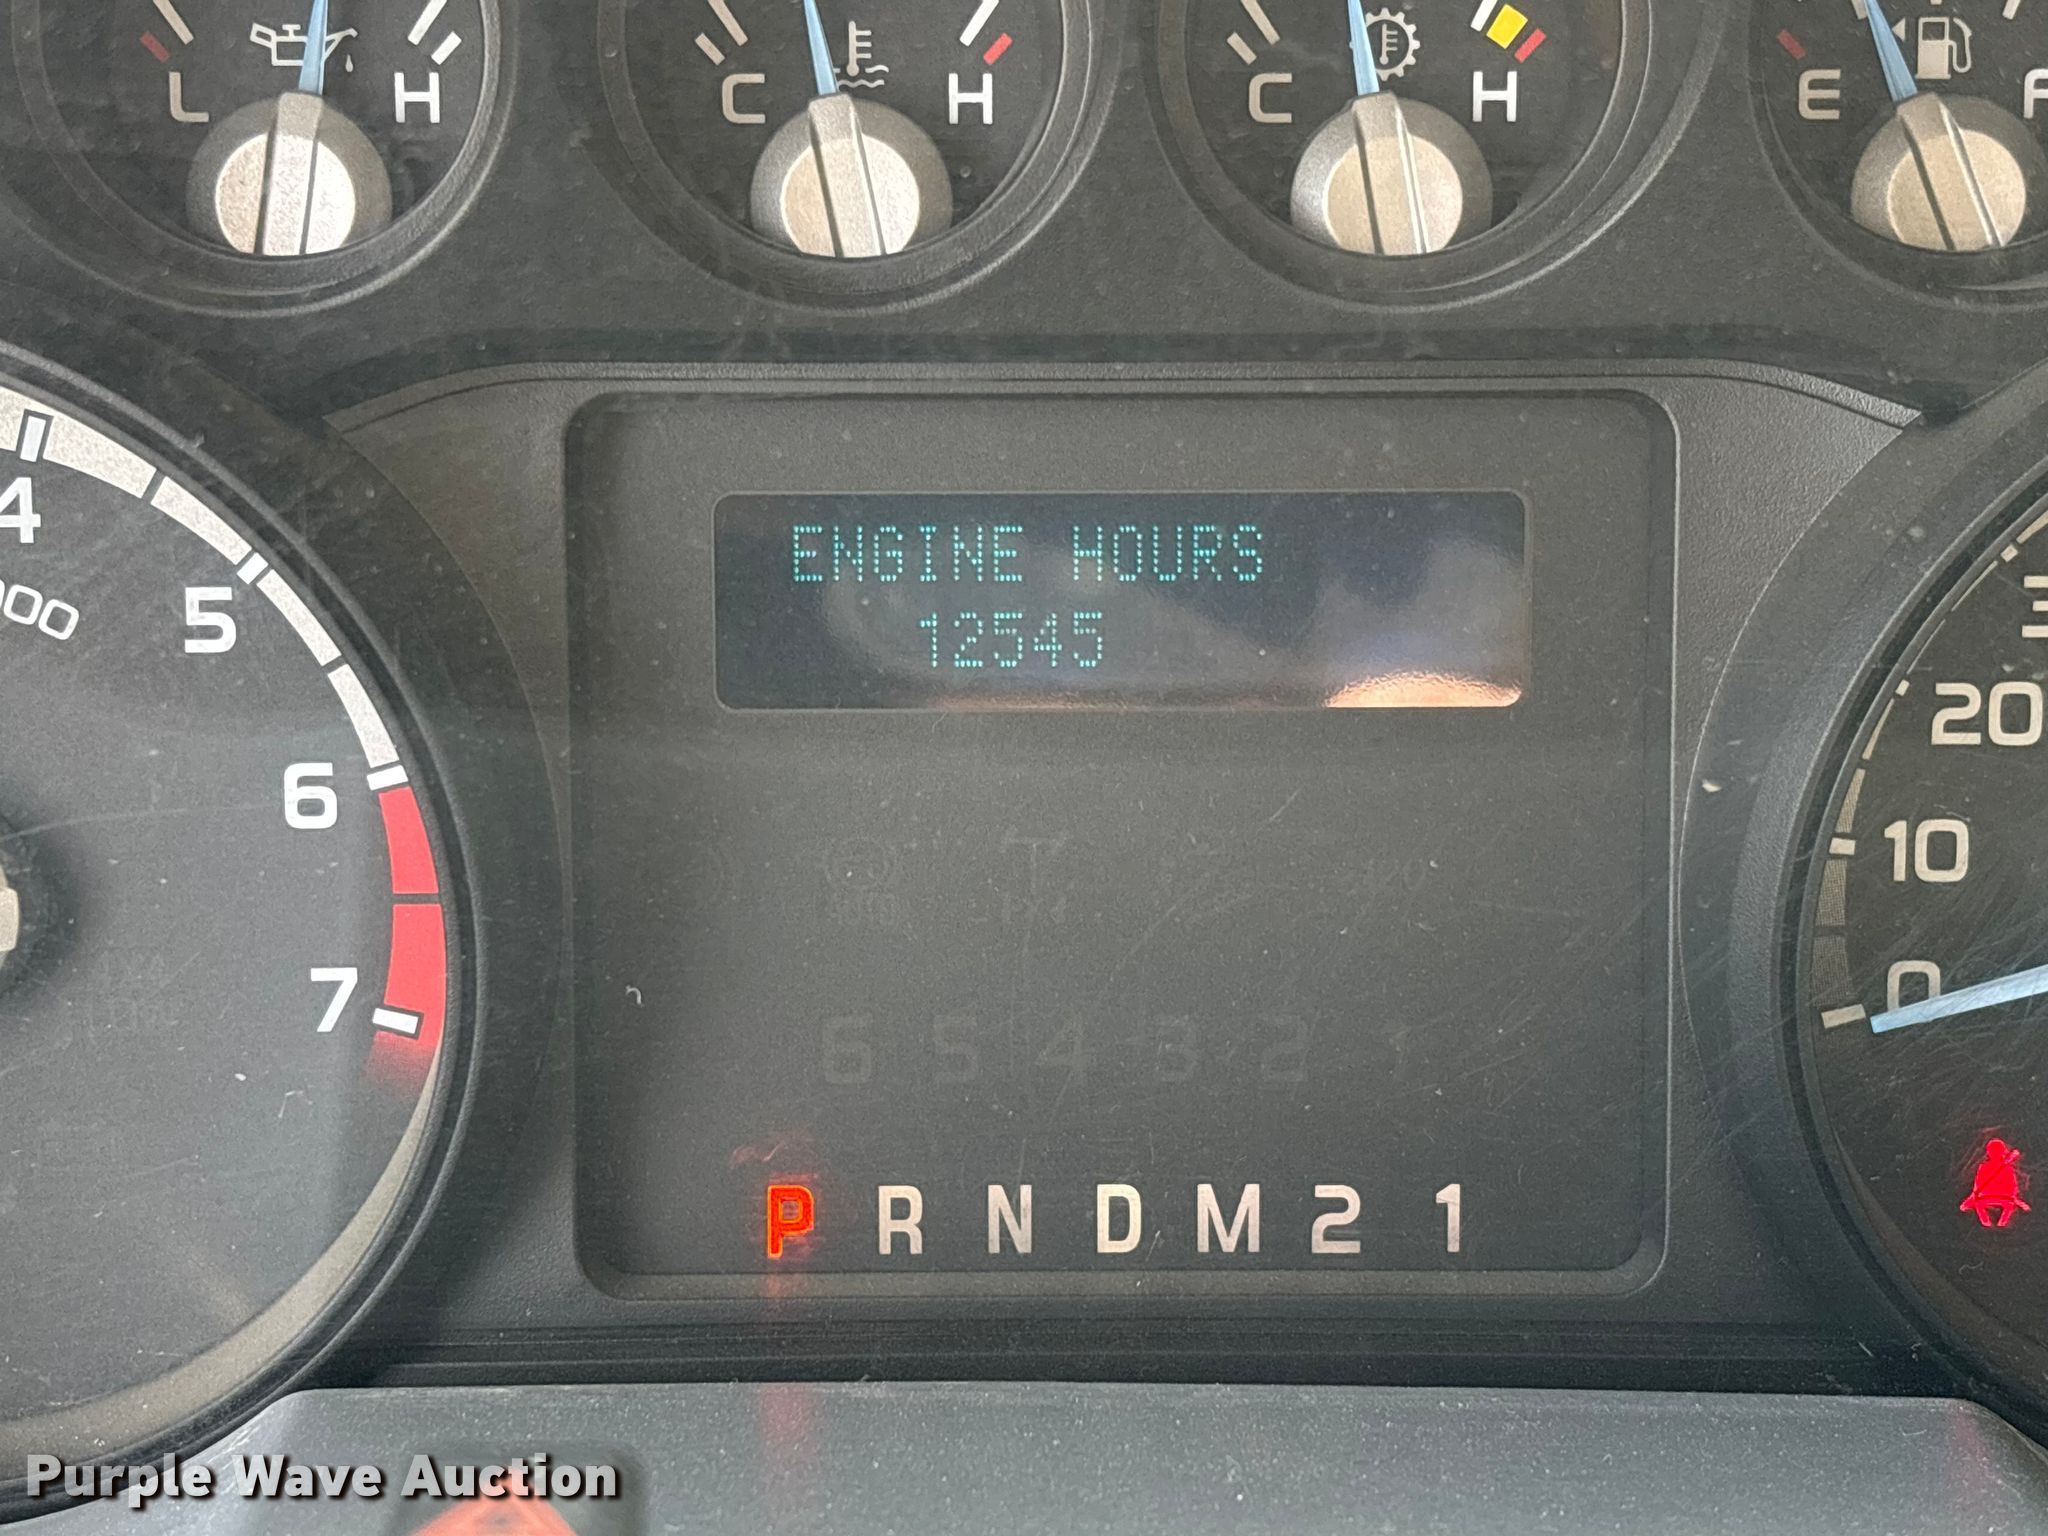 L H
C H
C H
E
4
5
6
7
ENGINE HOURS
12545
20
10
0
6 5 4 3 2 1
P R N D M 2 1
Purple Wave Auction